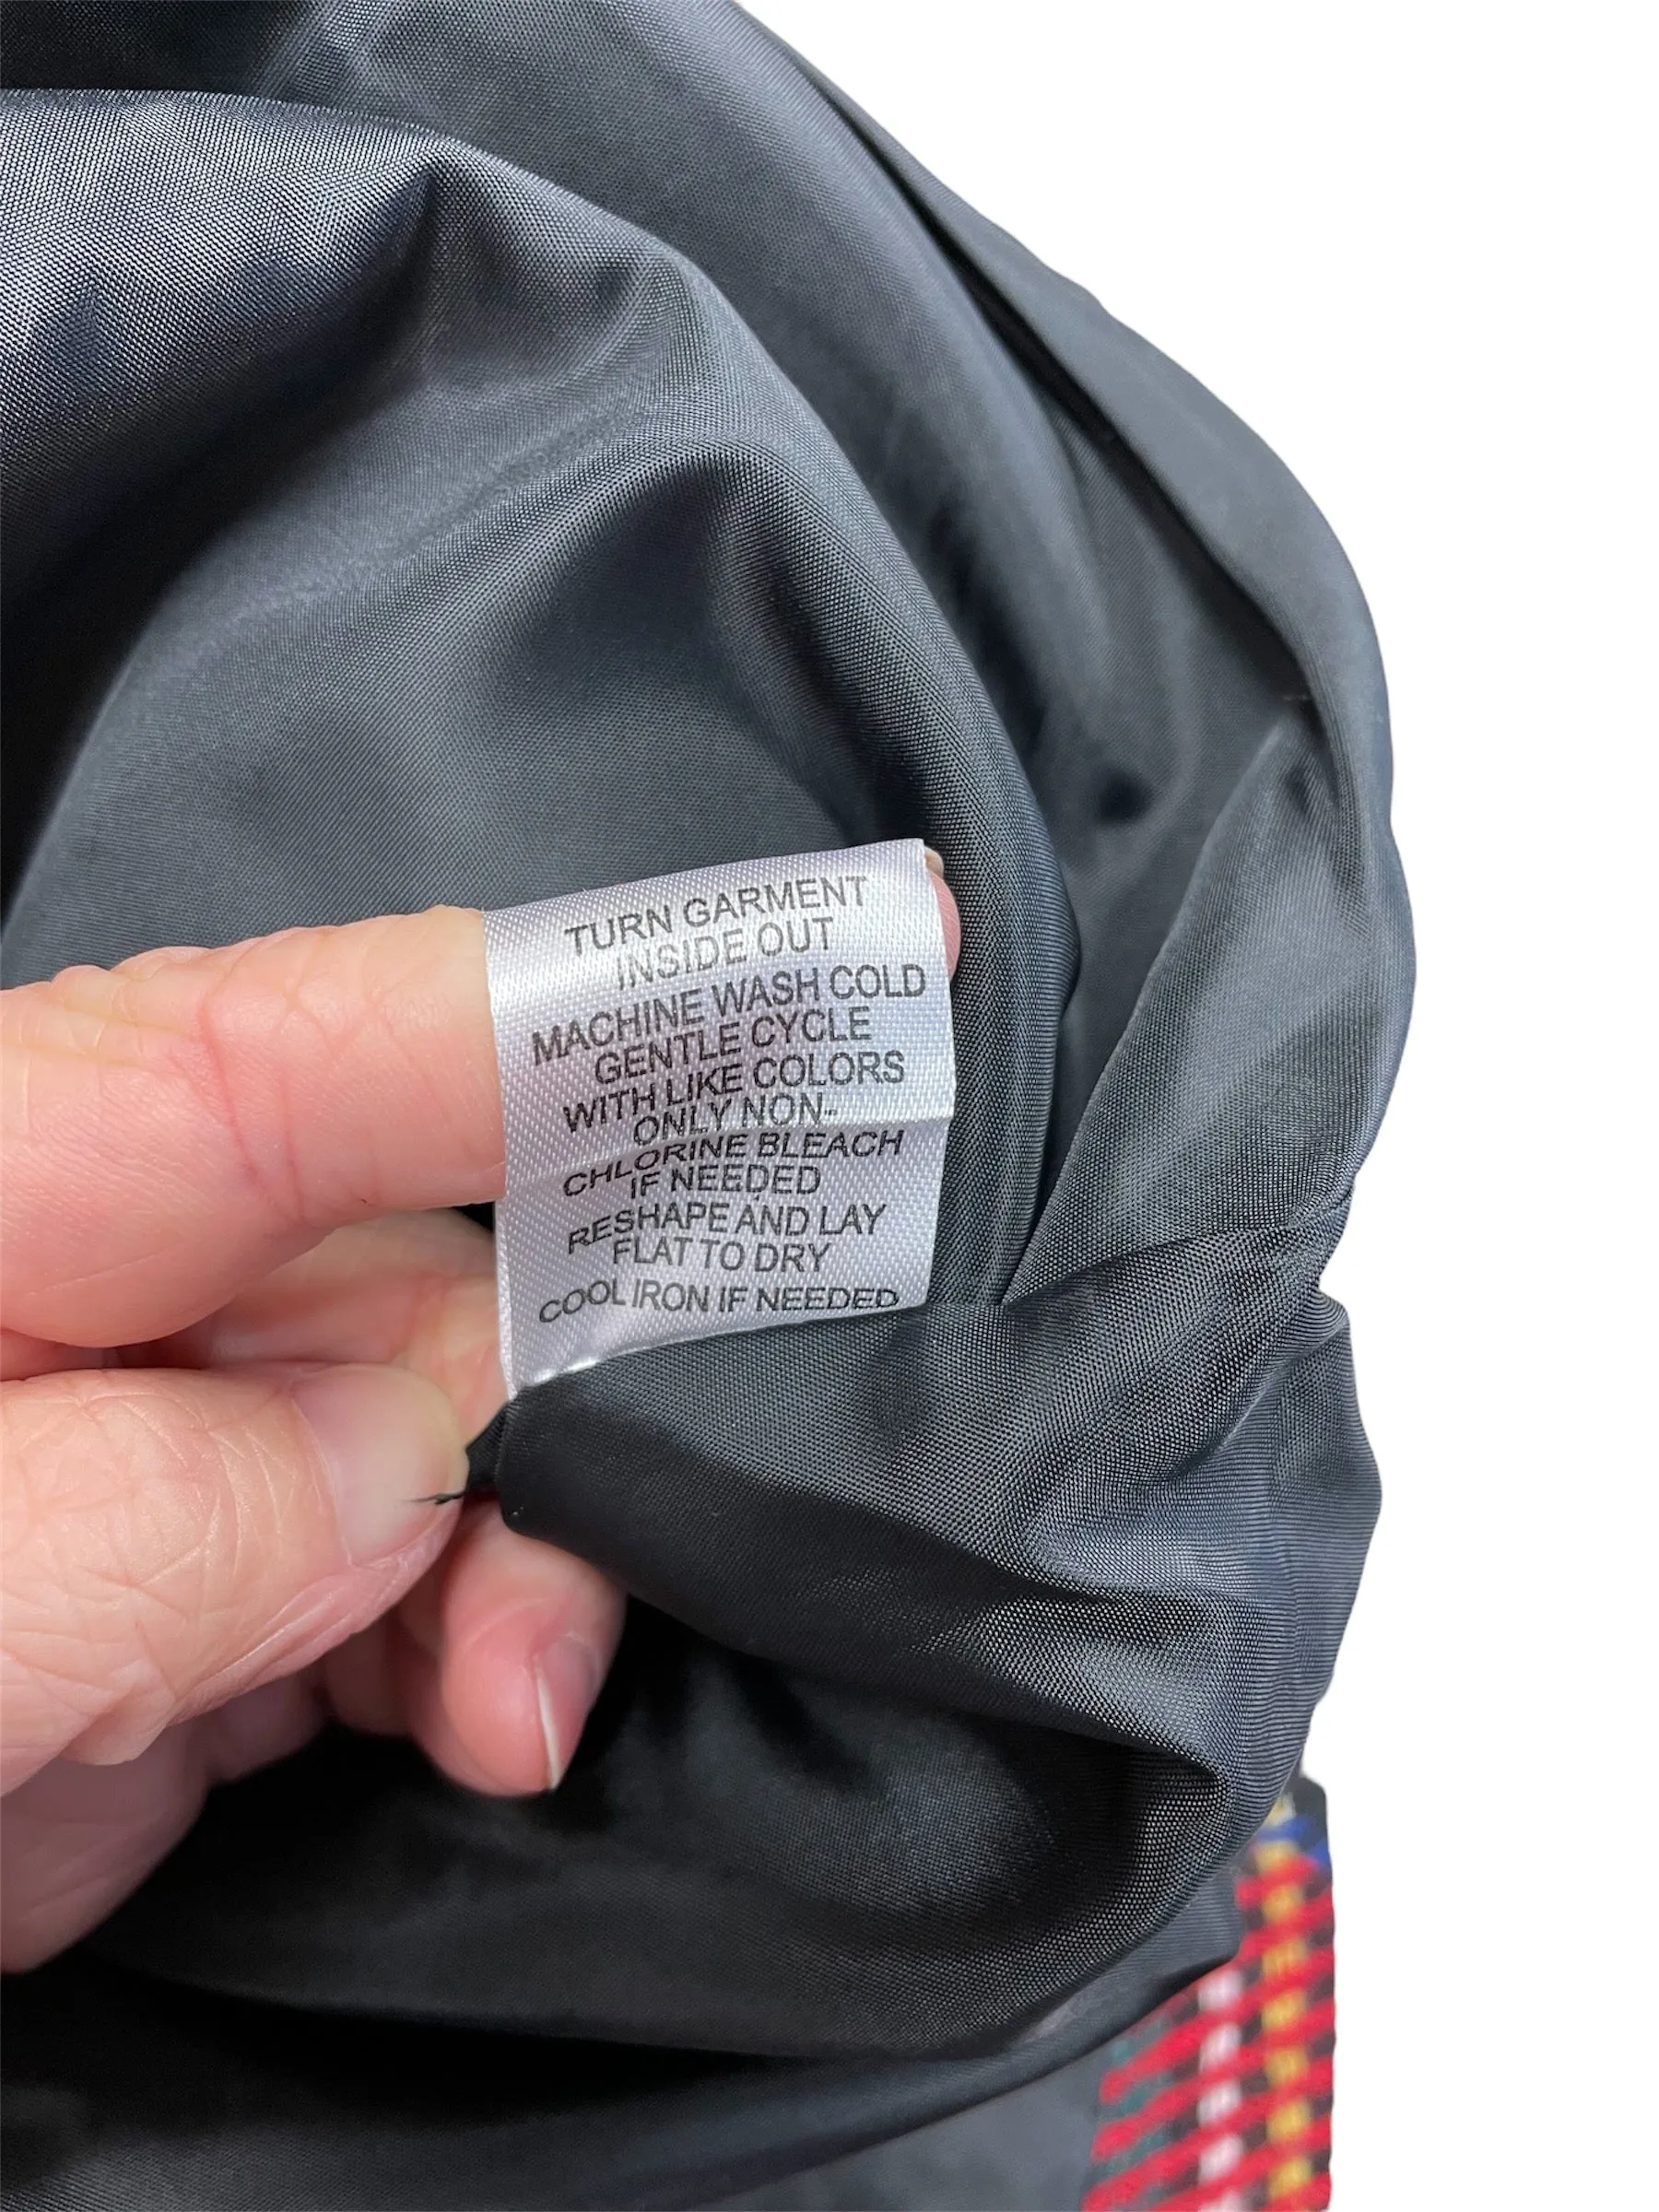 TURN GARMENT
INSIDE OUT
MACHINE WASH COLD
GENTLE CYCLE
WITH LIKE COLORS
ONLY NON-
CHLORINE BLEACH
IF NEEDED
RESHAPE AND LAY
FLAT TO DRY
COOL IRON IF NEEDED